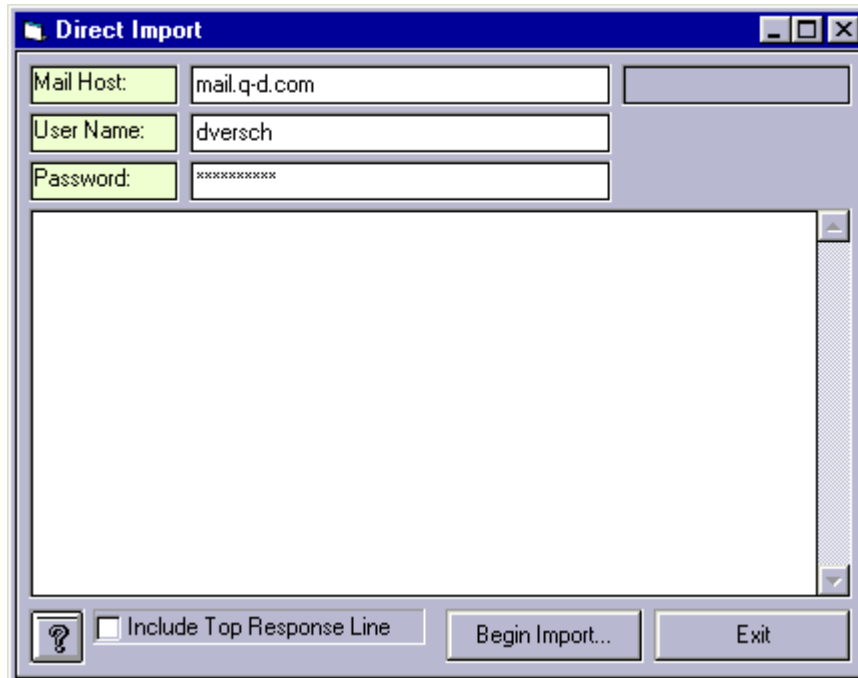 Direct Import
Mail Host: mail.q-d.com
User Name: dversch
Password: **********
? Include Top Response Line Begin Import... Exit